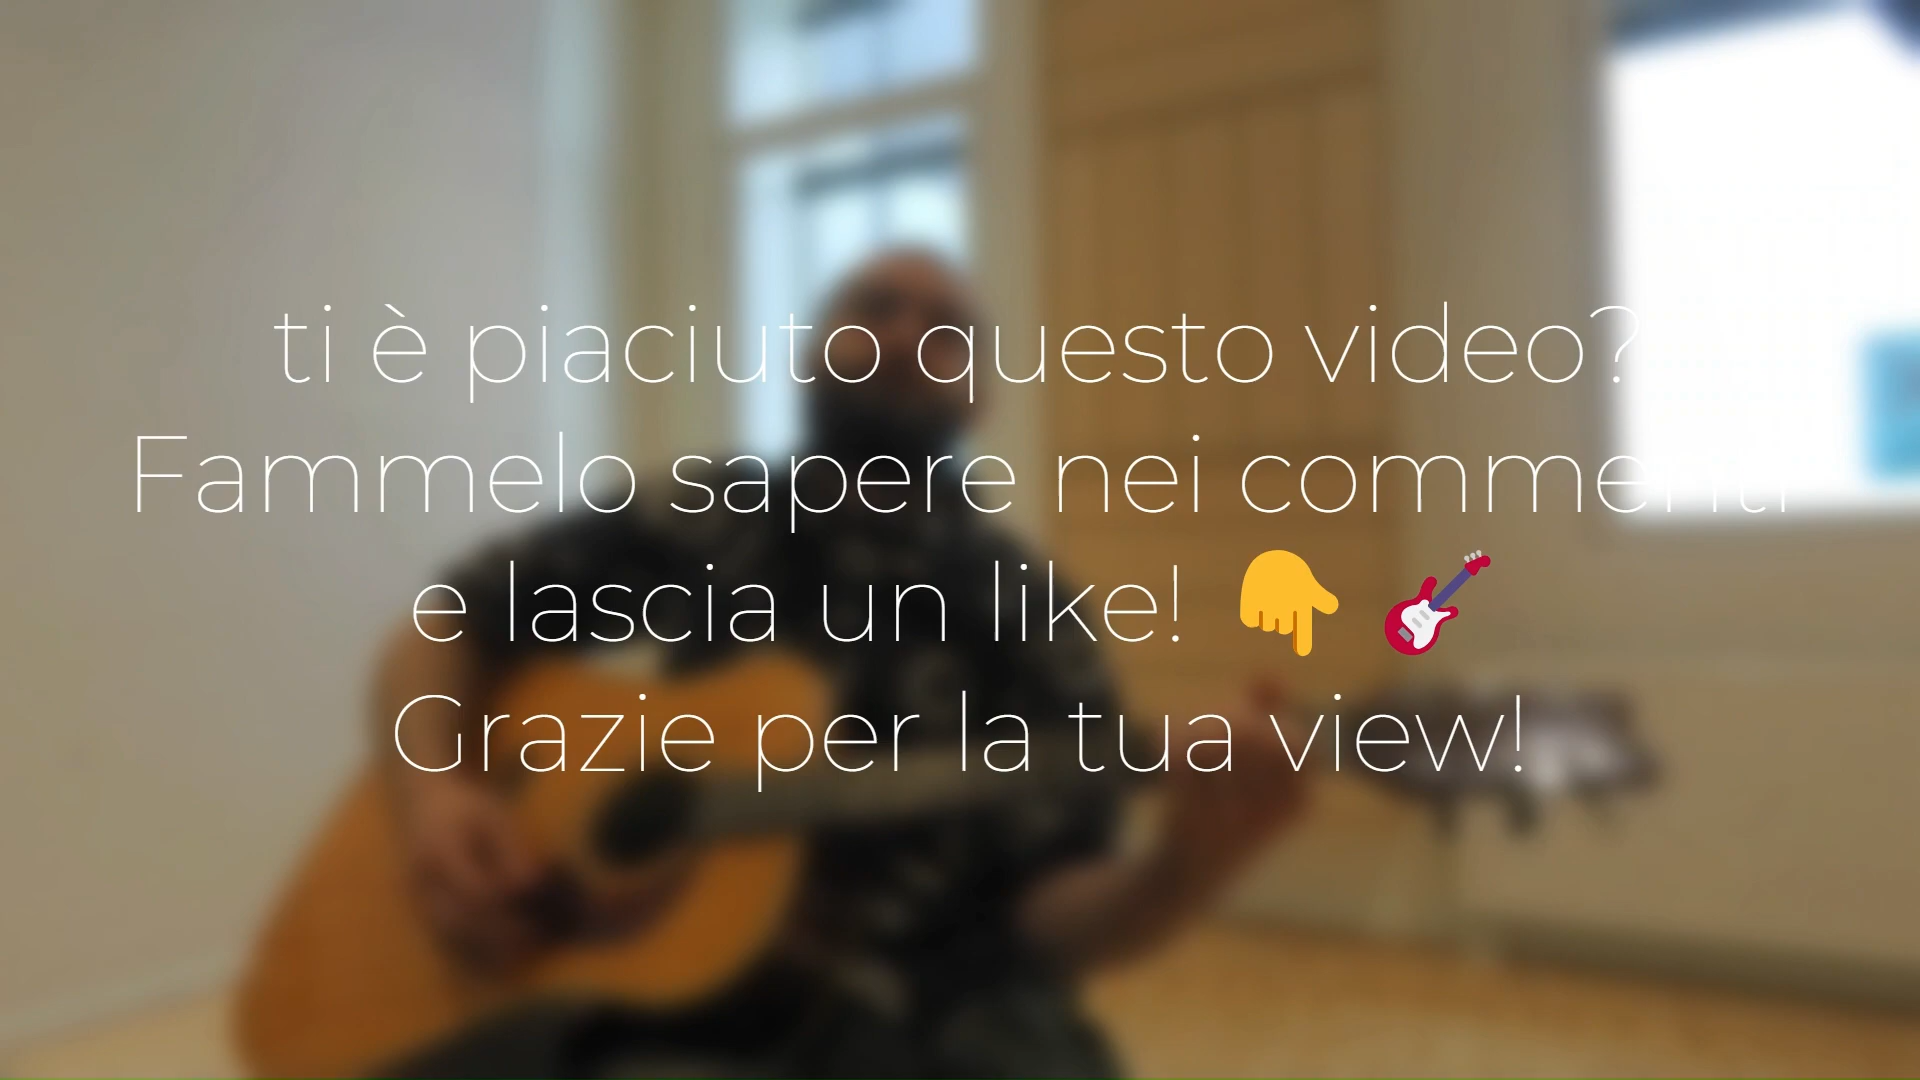 ti è piaciuto questo video?
Fammelo sapere nei commenti
e lascia un like! 👇 🎸
Grazie per la tua view!